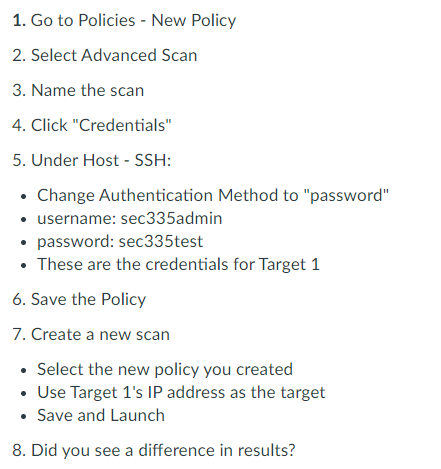 1. Go to Policies - New Policy
2. Select Advanced Scan
3. Name the scan
4. Click "Credentials"
5. Under Host - SSH:
• Change Authentication Method to "password"
• username: sec335admin
• password: sec335test
• These are the credentials for Target 1
6. Save the Policy
7. Create a new scan
• Select the new policy you created
• Use Target 1's IP address as the target
• Save and Launch
8. Did you see a difference in results?